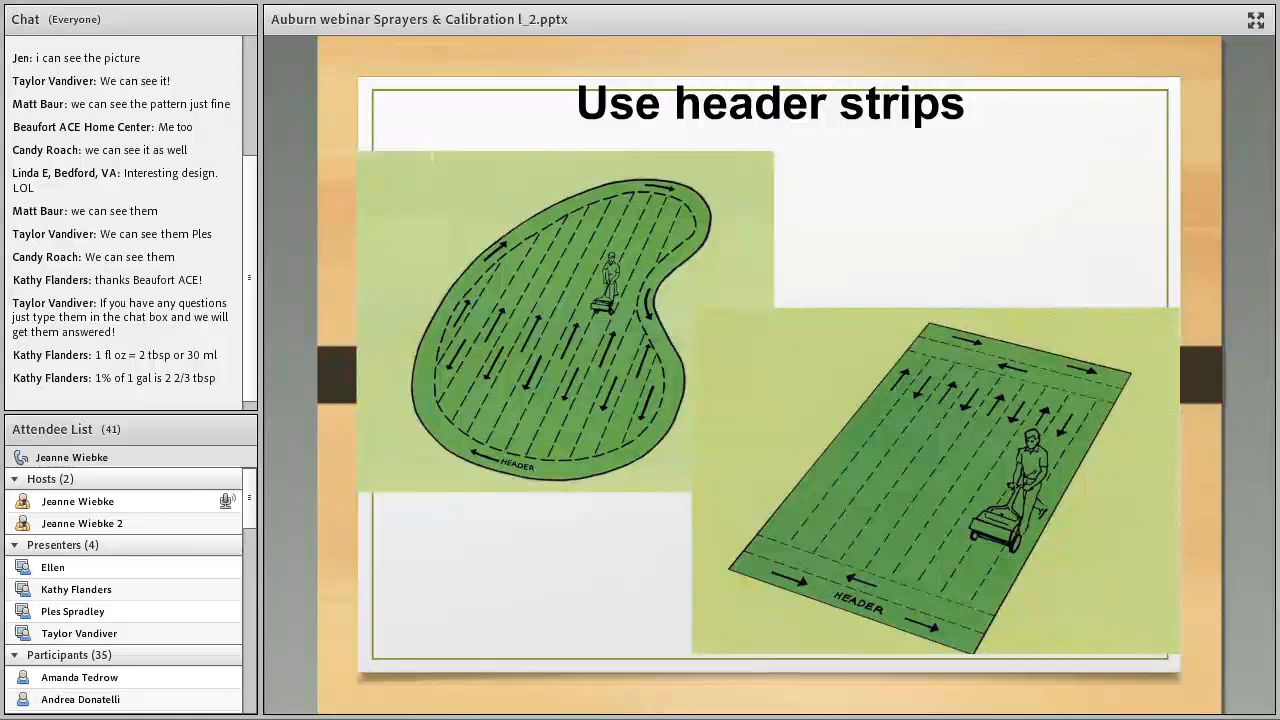 Chat (Everyone)
Jen: i can see the picture
Taylor Vandiver: We can see it!
Matt Baur: we can see the pattern just fine
Beaufort ACE Home Center: Me too
Candy Roach: we can see it as well
Linda E, Bedford, VA: Interesting design.
LOL
Matt Baur: we can see them
Taylor Vandiver: We can see them Ples
Candy Roach: We can see them
Kathy Flanders: thanks Beaufort ACE!
Taylor Vandiver: If you have any questions
just type them in the chat box and we will
get them answered!
Kathy Flanders: 1 fl oz = 2 tbsp or 30 ml
Kathy Flanders: 1% of 1 gal is 2 2/3 tbsp
Attendee List (41)
Jeanne Wiebke
Hosts (2)
Jeanne Wiebke
Jeanne Wiebke 2
Presenters (4)
Ellen
Kathy Flanders
Ples Spradley
Taylor Vandiver
Participants (35)
Amanda Tedrow
Andrea Donatelli
Auburn webinar Sprayers & Calibration l_2.pptx
Use header strips
HEADER
HEADER